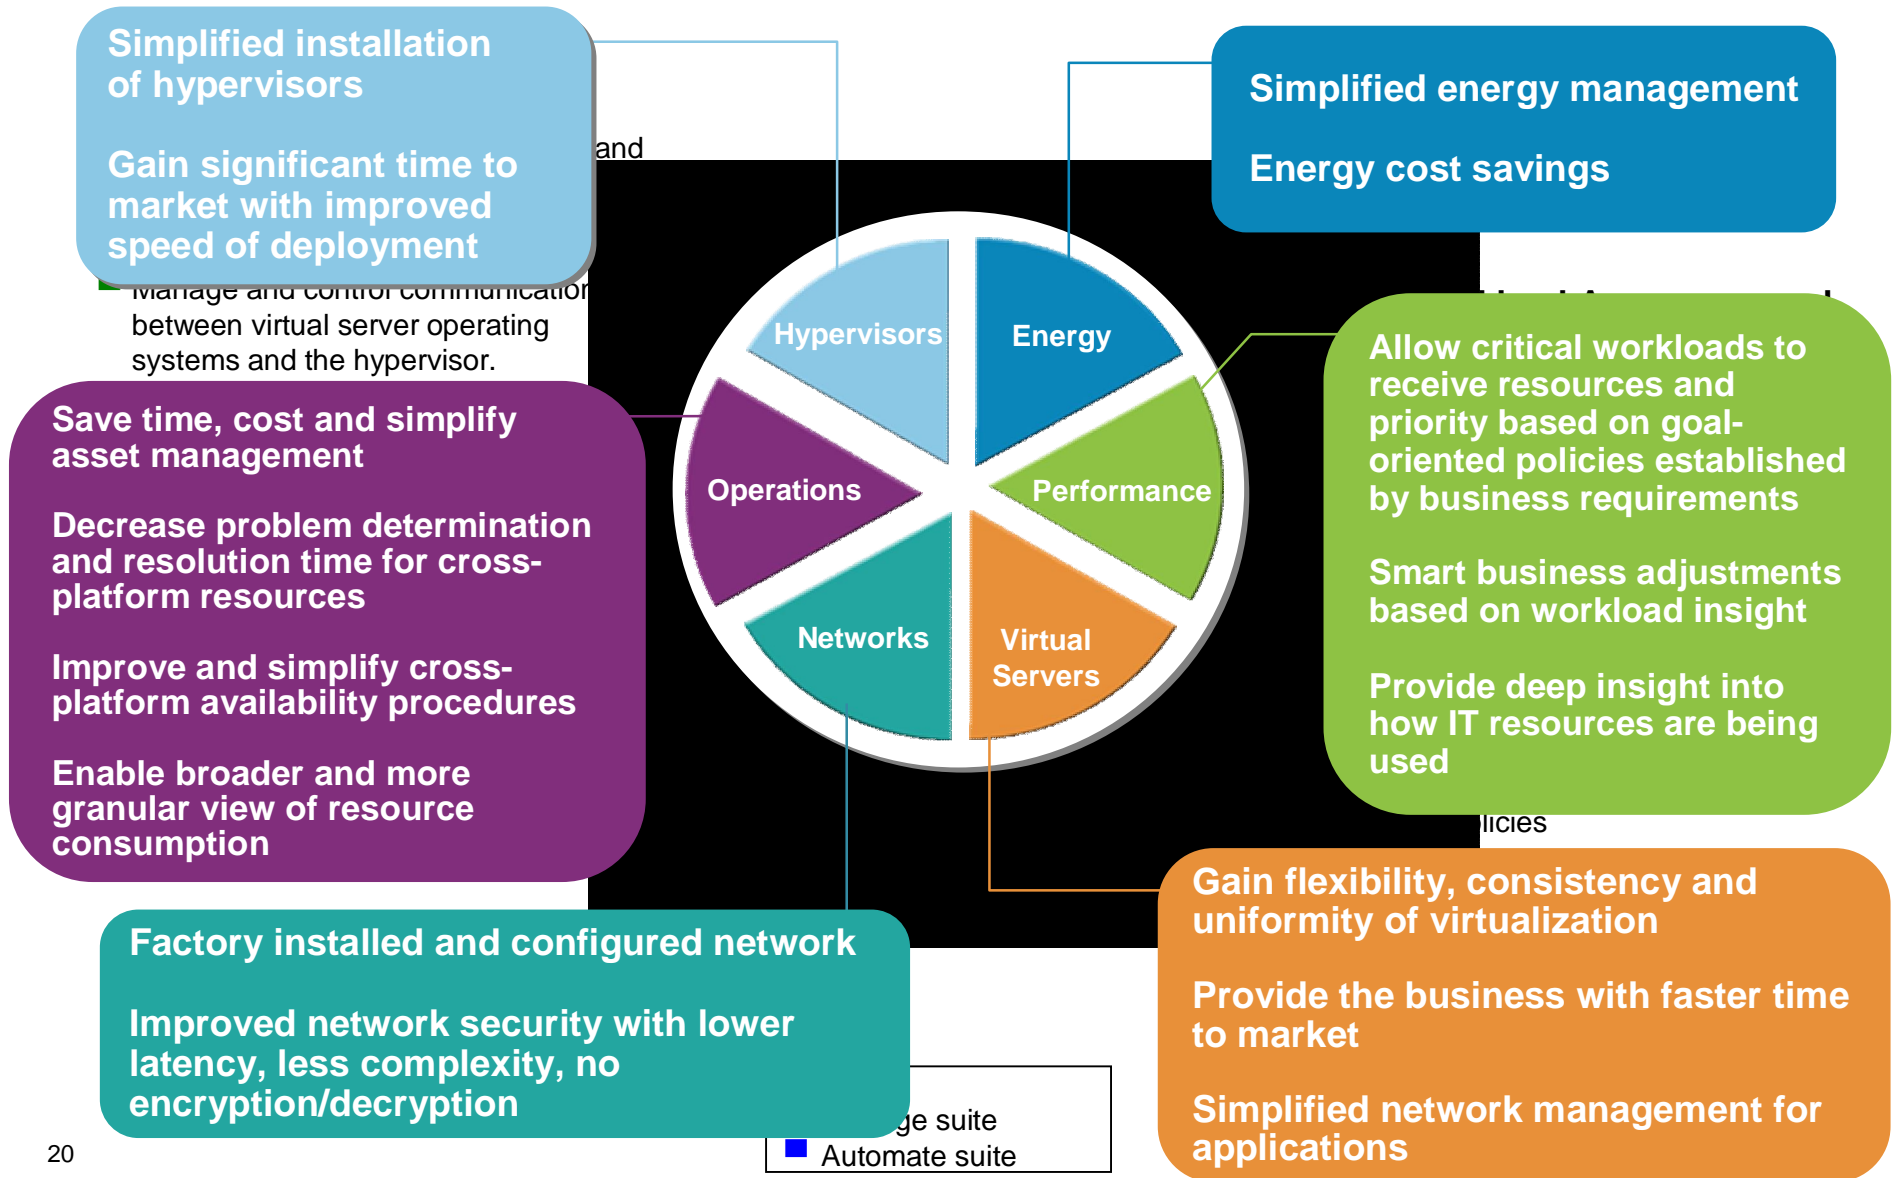 Simplified installation
of hypervisors
Gain significant time to
market with improved
speed of deployment
and
Simplified energy management
Energy cost savings
Manage and control communication
between virtual server operating
systems and the hypervisor.
Hypervisors
Energy
Operations
Performance
Networks
Virtual
Servers
Save time, cost and simplify
asset management
Decrease problem determination
and resolution time for cross-
platform resources
Improve and simplify cross-
platform availability procedures
Enable broader and more
granular view of resource
consumption
Allow critical workloads to
receive resources and
priority based on goal-
oriented policies established
by business requirements
Smart business adjustments
based on workload insight
Provide deep insight into
how IT resources are being
used
Factory installed and configured network
Improved network security with lower
latency, less complexity, no
encryption/decryption
Gain flexibility, consistency and
uniformity of virtualization
Provide the business with faster time
to market
Simplified network management for
applications
suite
Automate suite
20